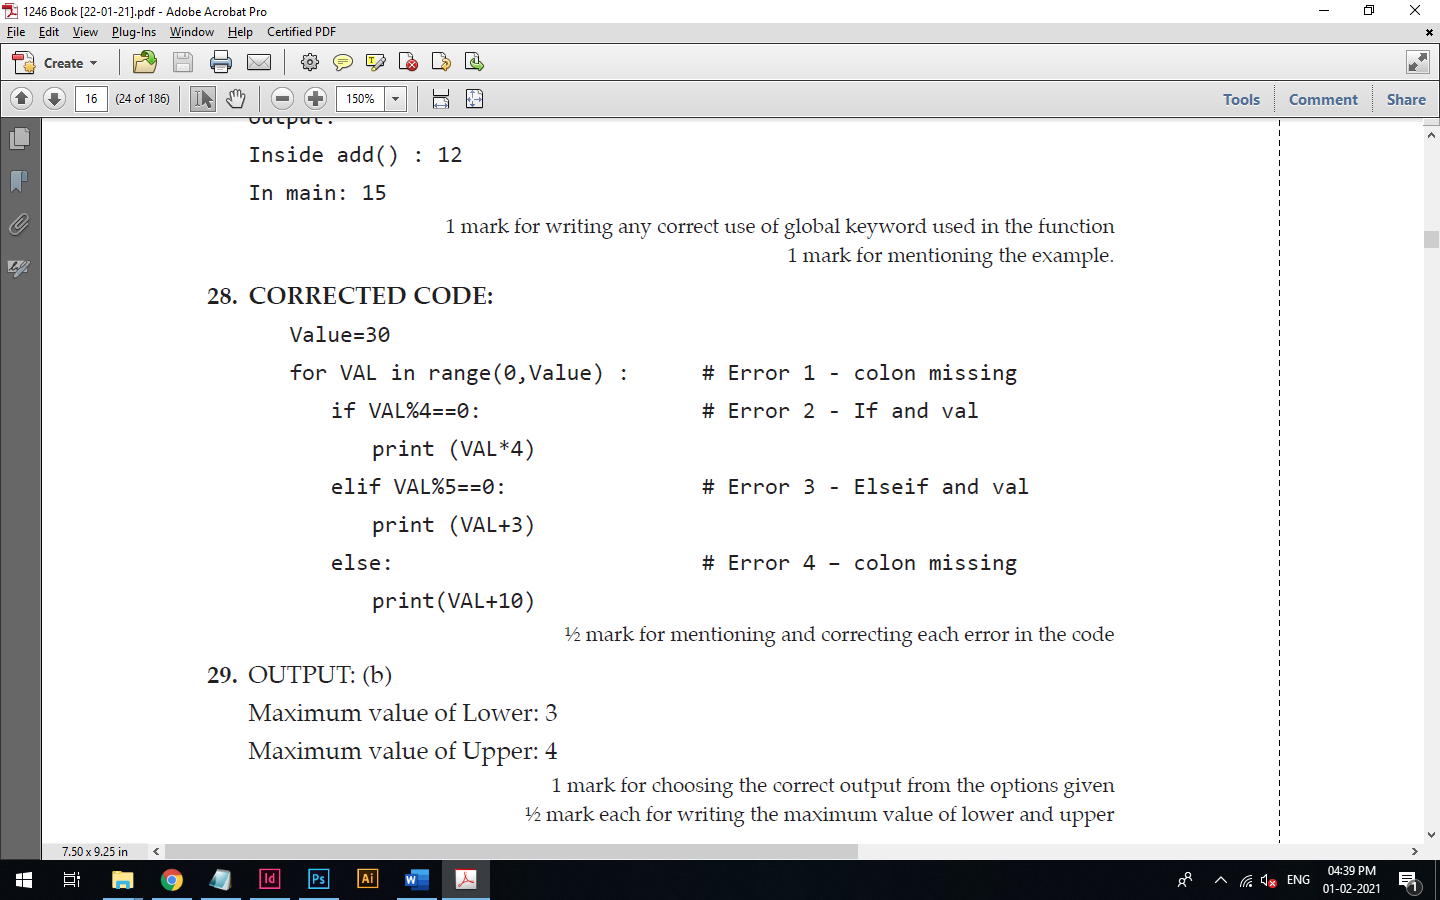 1246 Book [22-01-21].pdf - Adobe Acrobat Pro
File Edit View Plug-Ins Window Help Certified PDF
Create
16 (24 of 186) 150% Tools Comment Share
Output:
Inside add() : 12
In main: 15
1 mark for writing any correct use of global keyword used in the function
1 mark for mentioning the example.
28. CORRECTED CODE:
Value=30
for VAL in range(0,Value) : # Error 1 - colon missing
if VAL%4==0: # Error 2 - If and val
print (VAL*4)
elif VAL%5==0: # Error 3 - Elseif and val
print (VAL+3)
else: # Error 4 – colon missing
print(VAL+10)
½ mark for mentioning and correcting each error in the code
29. OUTPUT: (b)
Maximum value of Lower: 3
Maximum value of Upper: 4
1 mark for choosing the correct output from the options given
½ mark each for writing the maximum value of lower and upper
7.50 x 9.25 in
Id Ps Ai W ENG 04:39 PM
01-02-2021 1